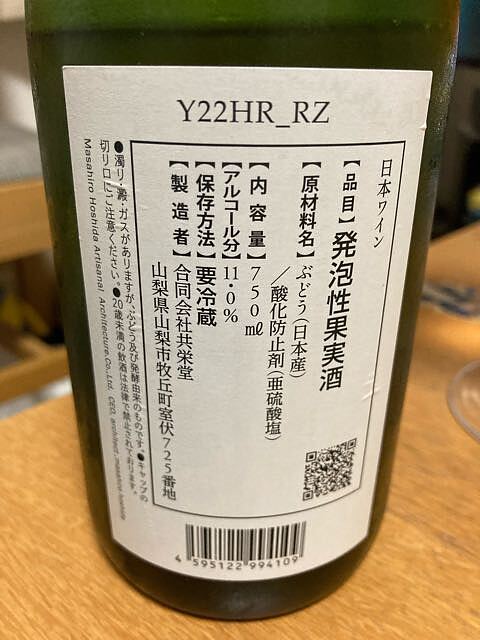 Y22HR_RZ
日本ワイン
【品目】発泡性果実酒
【原材料名】ぶどう(日本産)
／酸化防止剤(亜硫酸塩)
【内容量】750㎖
【アルコール分】11.0%
【保存方法】要冷蔵
【製造者】合同会社共栄堂
山梨県山梨市牧丘町室伏725番地
●濁り・澱・ガスがありますが、ぶどう及び発酵由来のものです。●キャップの
切り口にご注意ください。●20歳未満の飲酒は法律で禁止されております。
Masahiro Hoshida Artisanal Architecture.Co.,Ltd. CEO, architect : masahiro hoshida
4 595122 994109